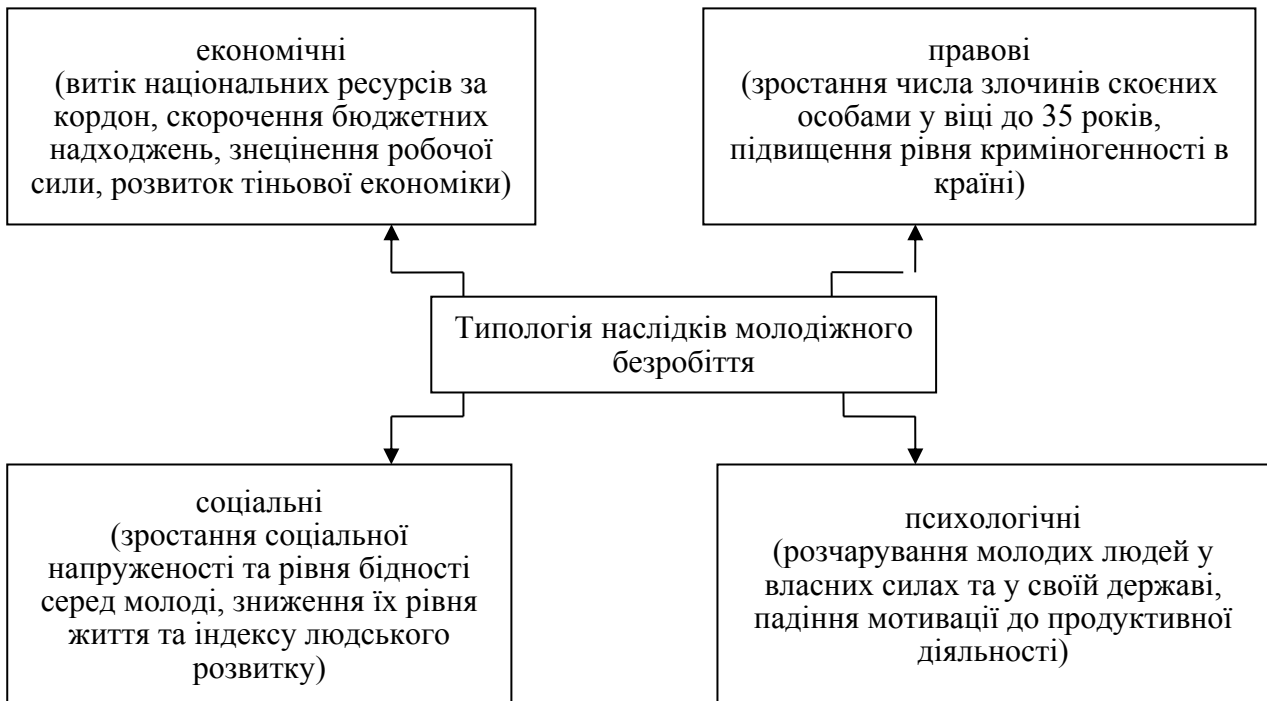 економічні
(витік національних ресурсів за
кордон, скорочення бюджетних
надходжень, знецінення робочої
сили, розвиток тіньової економіки)
правові
(зростання числа злочинів скоєних
особами у віці до 35 років,
підвищення рівня криміногенності в
країні)
Типологія наслідків молодіжного
безробіття
соціальні
(зростання соціальної
напруженості та рівня бідності
серед молоді, зниження їх рівня
життя та індексу людського
розвитку)
психологічні
(розчарування молодих людей у
власних силах та у своїй державі,
падіння мотивації до продуктивної
діяльності)